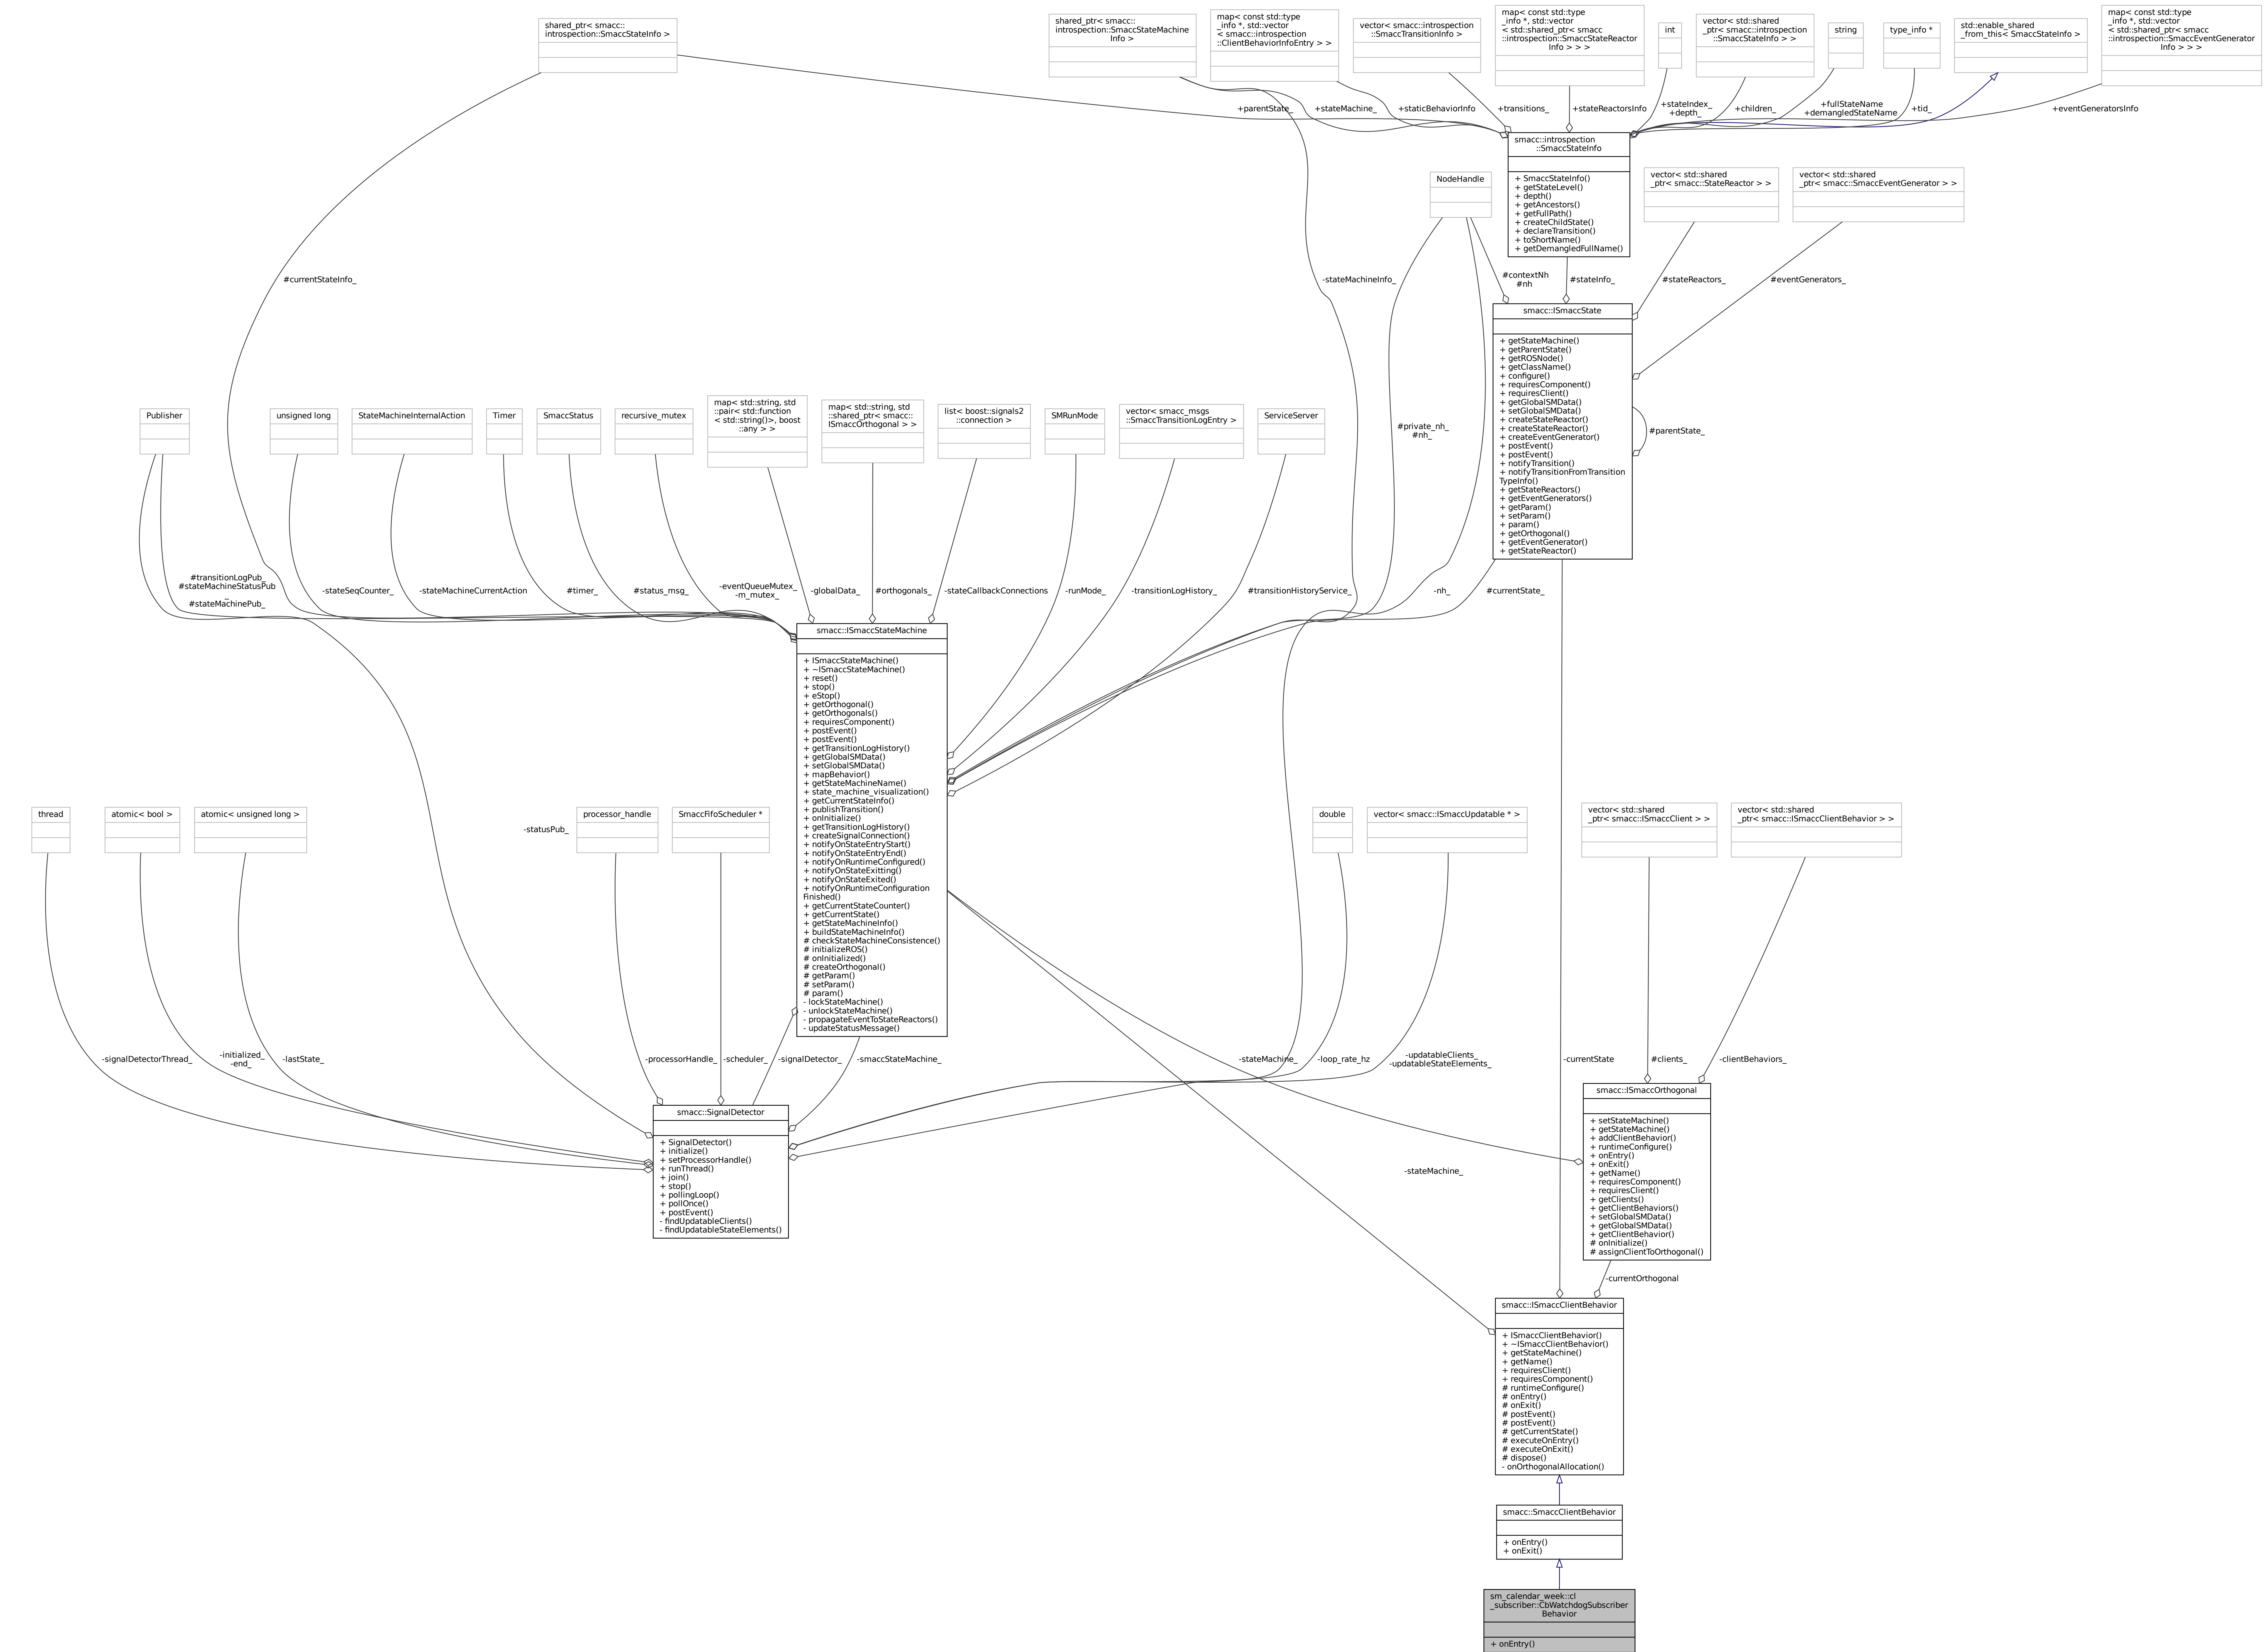 shared_ptr< smacc::
introspection::SmaccStateInfo >
shared_ptr< smacc::
introspection::SmaccStateMachine
Info >
map< const std::type
_info *, std::vector
< smacc::introspection
::ClientBehaviorInfoEntry > >
vector< smacc::introspection
::SmaccTransitionInfo >
map< const std::type
_info *, std::vector
< std::shared_ptr< smacc
::introspection::SmaccStateReactor
Info > > >
int
vector< std::shared
_ptr< smacc::introspection
::SmaccStateInfo > >
string
type_info *
std::enable_shared
_from_this< SmaccStateInfo >
map< const std::type
_info *, std::vector
< std::shared_ptr< smacc
::introspection::SmaccEventGenerator
Info > > >
+parentState_
+stateMachine_
+staticBehaviorInfo
+transitions_
+stateReactorsInfo
+stateIndex_
+depth_
+children_
+fullStateName
+demangledStateName
+tid_
+eventGeneratorsInfo
smacc::introspection
::SmaccStateInfo
+ SmaccStateInfo()
+ getStateLevel()
+ depth()
+ getAncestors()
+ getFullPath()
+ createChildState()
+ declareTransition()
+ toShortName()
+ getDemangledFullName()
NodeHandle
vector< std::shared
_ptr< smacc::StateReactor > >
vector< std::shared
_ptr< smacc::SmaccEventGenerator > >
#currentStateInfo_
-stateMachineInfo_
#contextNh
#nh
#stateInfo_
#stateReactors_
#eventGenerators_
smacc::ISmaccState
+ getStateMachine()
+ getParentState()
+ getROSNode()
+ getClassName()
+ configure()
+ requiresComponent()
+ requiresClient()
+ getGlobalSMData()
+ setGlobalSMData()
+ createStateReactor()
+ createStateReactor()
+ createEventGenerator()
+ postEvent()
+ postEvent()
+ notifyTransition()
+ notifyTransitionFromTransition
TypeInfo()
+ getStateReactors()
+ getEventGenerators()
+ getParam()
+ setParam()
+ param()
+ getOrthogonal()
+ getEventGenerator()
+ getStateReactor()
#parentState_
#private_nh_
#nh_
Publisher
unsigned long
StateMachineInternalAction
Timer
SmaccStatus
recursive_mutex
map< std::string, std
::pair< std::function
< std::string()>, boost
::any > >
map< std::string, std
::shared_ptr< smacc::
ISmaccOrthogonal > >
list< boost::signals2
::connection >
SMRunMode
vector< smacc_msgs
::SmaccTransitionLogEntry >
ServiceServer
#transitionLogPub_
#stateMachineStatusPub
_
#stateMachinePub_
-stateSeqCounter_
-stateMachineCurrentAction
#timer_
#status_msg_
-eventQueueMutex_
-m_mutex_
-globalData_
#orthogonals_
-stateCallbackConnections
-runMode_
-transitionLogHistory_
#transitionHistoryService_
-nh_
#currentState_
smacc::ISmaccStateMachine
+ ISmaccStateMachine()
+ ~ISmaccStateMachine()
+ reset()
+ stop()
+ eStop()
+ getOrthogonal()
+ getOrthogonals()
+ requiresComponent()
+ postEvent()
+ postEvent()
+ getTransitionLogHistory()
+ getGlobalSMData()
+ setGlobalSMData()
+ mapBehavior()
+ getStateMachineName()
+ state_machine_visualization()
+ getCurrentStateInfo()
+ publishTransition()
+ onInitialize()
+ getTransitionLogHistory()
+ createSignalConnection()
+ notifyOnStateEntryStart()
+ notifyOnStateEntryEnd()
+ notifyOnRuntimeConfigured()
+ notifyOnStateExitting()
+ notifyOnStateExited()
+ notifyOnRuntimeConfiguration
Finished()
+ getCurrentStateCounter()
+ getCurrentState()
+ getStateMachineInfo()
+ buildStateMachineInfo()
# checkStateMachineConsistence()
# initializeROS()
# onInitialized()
# createOrthogonal()
# getParam()
# setParam()
# param()
- lockStateMachine()
- unlockStateMachine()
- propagateEventToStateReactors()
- updateStatusMessage()
thread
atomic< bool >
atomic< unsigned long >
-statusPub_
processor_handle
SmaccFifoScheduler *
double
vector< smacc::ISmaccUpdatable * >
vector< std::shared
_ptr< smacc::ISmaccClient > >
vector< std::shared
_ptr< smacc::ISmaccClientBehavior > >
-signalDetectorThread_
-initialized_
-end_
-lastState_
-processorHandle_
-scheduler_
-signalDetector_
-smaccStateMachine_
-stateMachine_
-loop_rate_hz
-updatableClients_
-updatableStateElements_
-currentState
#clients_
-clientBehaviors_
smacc::SignalDetector
+ SignalDetector()
+ initialize()
+ setProcessorHandle()
+ runThread()
+ join()
+ stop()
+ pollingLoop()
+ pollOnce()
+ postEvent()
- findUpdatableClients()
- findUpdatableStateElements()
smacc::ISmaccOrthogonal
+ setStateMachine()
+ getStateMachine()
+ addClientBehavior()
+ runtimeConfigure()
+ onEntry()
+ onExit()
+ getName()
+ requiresComponent()
+ requiresClient()
+ getClients()
+ getClientBehaviors()
+ setGlobalSMData()
+ getGlobalSMData()
+ getClientBehavior()
# onInitialize()
# assignClientToOrthogonal()
-stateMachine_
-currentOrthogonal
smacc::ISmaccClientBehavior
+ ISmaccClientBehavior()
+ ~ISmaccClientBehavior()
+ getStateMachine()
+ getName()
+ requiresClient()
+ requiresComponent()
# runtimeConfigure()
# onEntry()
# onExit()
# postEvent()
# postEvent()
# getCurrentState()
# executeOnEntry()
# executeOnExit()
# dispose()
- onOrthogonalAllocation()
smacc::SmaccClientBehavior
+ onEntry()
+ onExit()
sm_calendar_week::cl
_subscriber::CbWatchdogSubscriber
Behavior
+ onEntry()